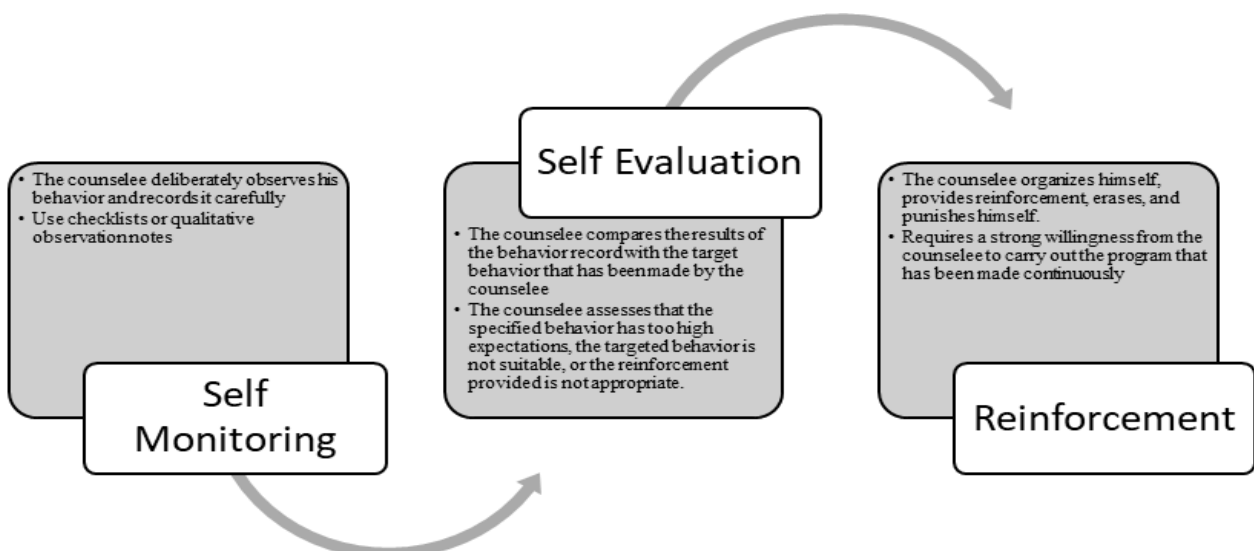 • The counselee deliberately observes his
behavior and records it carefully
• Use checklists or qualitative
observation notes
Self
Monitoring
Self Evaluation
• The counselee compares the results of
the behavior record with the target
behavior that has been made by the
counselee
• The counselee assesses that the
specified behavior has too high
expectations, the targeted behavior is
not suitable, or the reinforcement
provided is not appropriate.
• The counselee organizes himself,
provides reinforcement, erases, and
punishes himself.
• Requires a strong willingness from the
counselee to carry out the program that
has been made continuously
Reinforcement